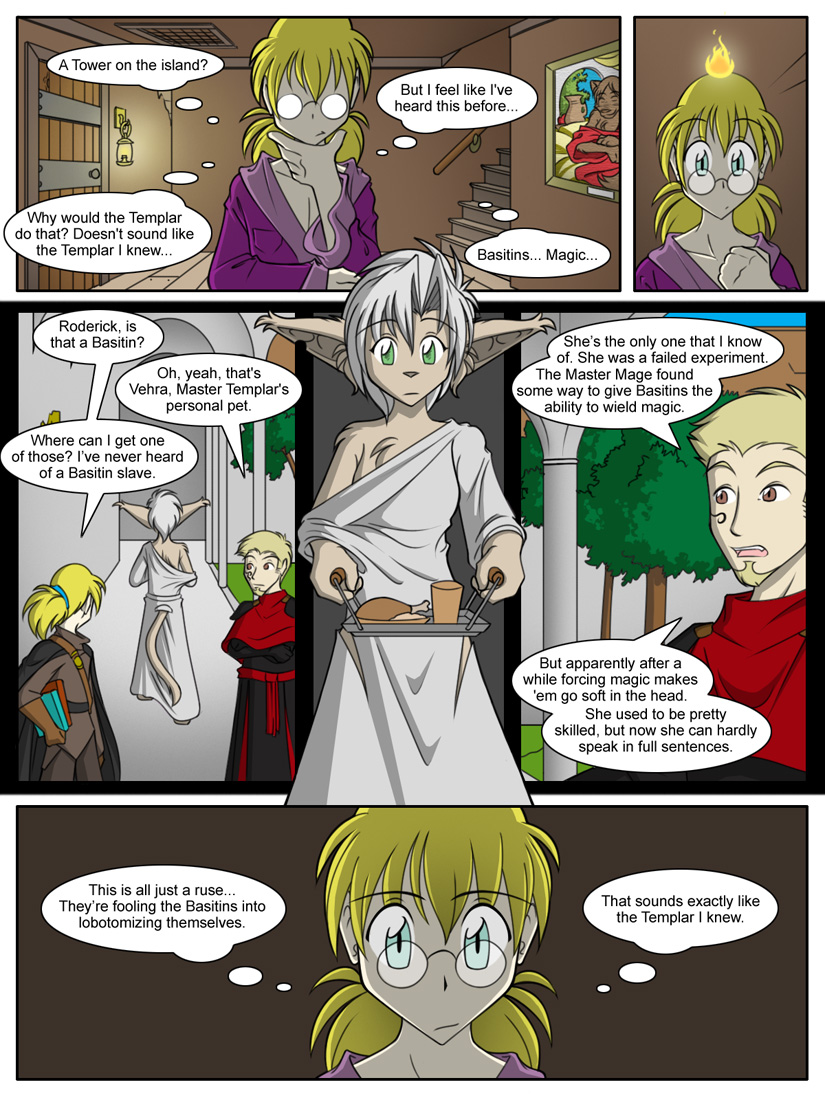 A Tower on the island?
But I feel like I've
heard this before...
Why would the Templar
do that? Doesn't sound like
the Templar I knew...
Basitins... Magic...
Roderick, is
that a Basitin?
Oh, yeah, that's
Vehra, Master Templar's
personal pet.
Where can I get one
of those? I've never heard
of a Basitin slave.
She's the only one that I know
of. She was a failed experiment.
The Master Mage found
some way to give Basitins the
ability to wield magic.
But apparently after a
while forcing magic makes
'em go soft in the head.
She used to be pretty
skilled, but now she can hardly
speak in full sentences.
This is all just a ruse...
They're fooling the Basitins into
lobotomizing themselves.
That sounds exactly like
the Templar I knew.